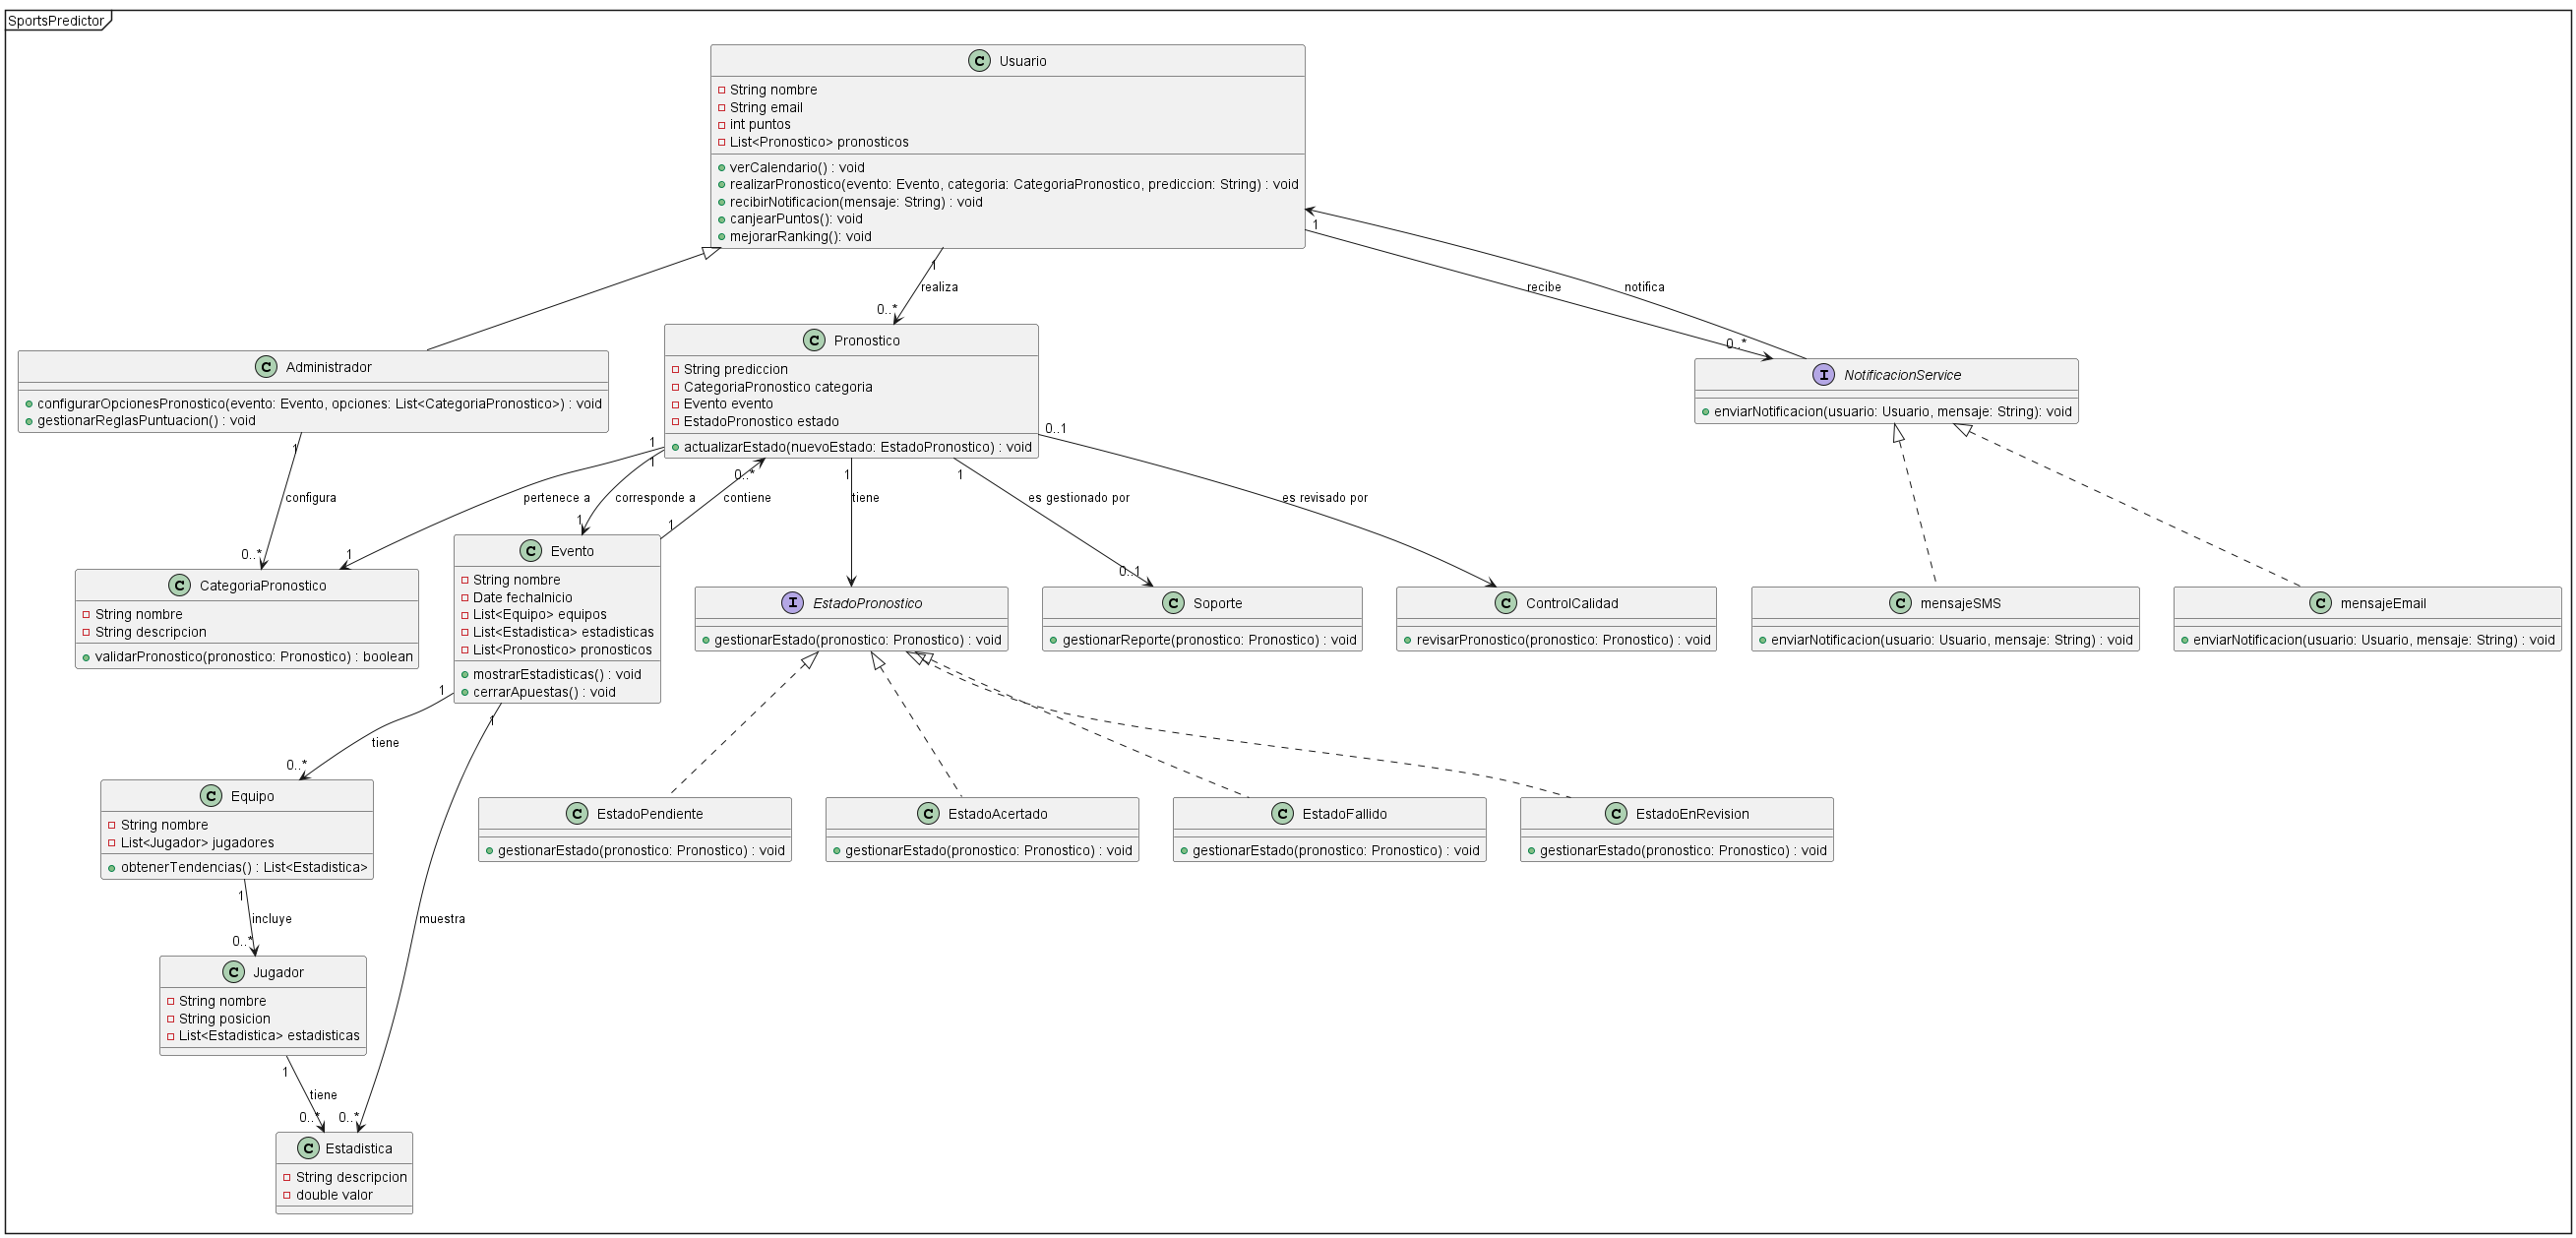 SportsPredictor
C Usuario
String nombre
String email
int puntos
List<Pronostico> pronosticos
verCalendario() : void
realizarPronostico(evento: Evento, categoria: CategoriaPronostico, prediccion: String) : void
recibirNotificacion(mensaje: String) : void
canjearPuntos(): void
mejorarRanking(): void
1
1
realiza
0..*
recibe
notifica
0..*
C Administrador
configurarOpcionesPronostico(evento: Evento, opciones: List<CategoriaPronostico>) : void
gestionarReglasPuntuacion() : void
C Pronostico
String prediccion
CategoriaPronostico categoria
Evento evento
EstadoPronostico estado
actualizarEstado(nuevoEstado: EstadoPronostico) : void
I NotificacionService
enviarNotificacion(usuario: Usuario, mensaje: String): void
1
configura
0..*
1
pertenece a
1
1
corresponde a
1
0..*
contiene
1
1
tiene
1
es gestionado por
0..1
0..1
es revisado por
C CategoriaPronostico
String nombre
String descripcion
validarPronostico(pronostico: Pronostico) : boolean
C Evento
String nombre
Date fechaInicio
List<Equipo> equipos
List<Estadistica> estadisticas
List<Pronostico> pronosticos
mostrarEstadisticas() : void
cerrarApuestas() : void
I EstadoPronostico
gestionarEstado(pronostico: Pronostico) : void
C Soporte
gestionarReporte(pronostico: Pronostico) : void
C ControlCalidad
revisarPronostico(pronostico: Pronostico) : void
C mensajeSMS
enviarNotificacion(usuario: Usuario, mensaje: String) : void
C mensajeEmail
enviarNotificacion(usuario: Usuario, mensaje: String) : void
1
tiene
0..*
1
muestra
0..*
C Equipo
String nombre
List<Jugador> jugadores
obtenerTendencias() : List<Estadistica>
C EstadoPendiente
gestionarEstado(pronostico: Pronostico) : void
C EstadoAcertado
gestionarEstado(pronostico: Pronostico) : void
C EstadoFallido
gestionarEstado(pronostico: Pronostico) : void
C EstadoEnRevision
gestionarEstado(pronostico: Pronostico) : void
1
incluye
0..*
C Jugador
String nombre
String posicion
List<Estadistica> estadisticas
1
tiene
0..*
C Estadistica
String descripcion
double valor